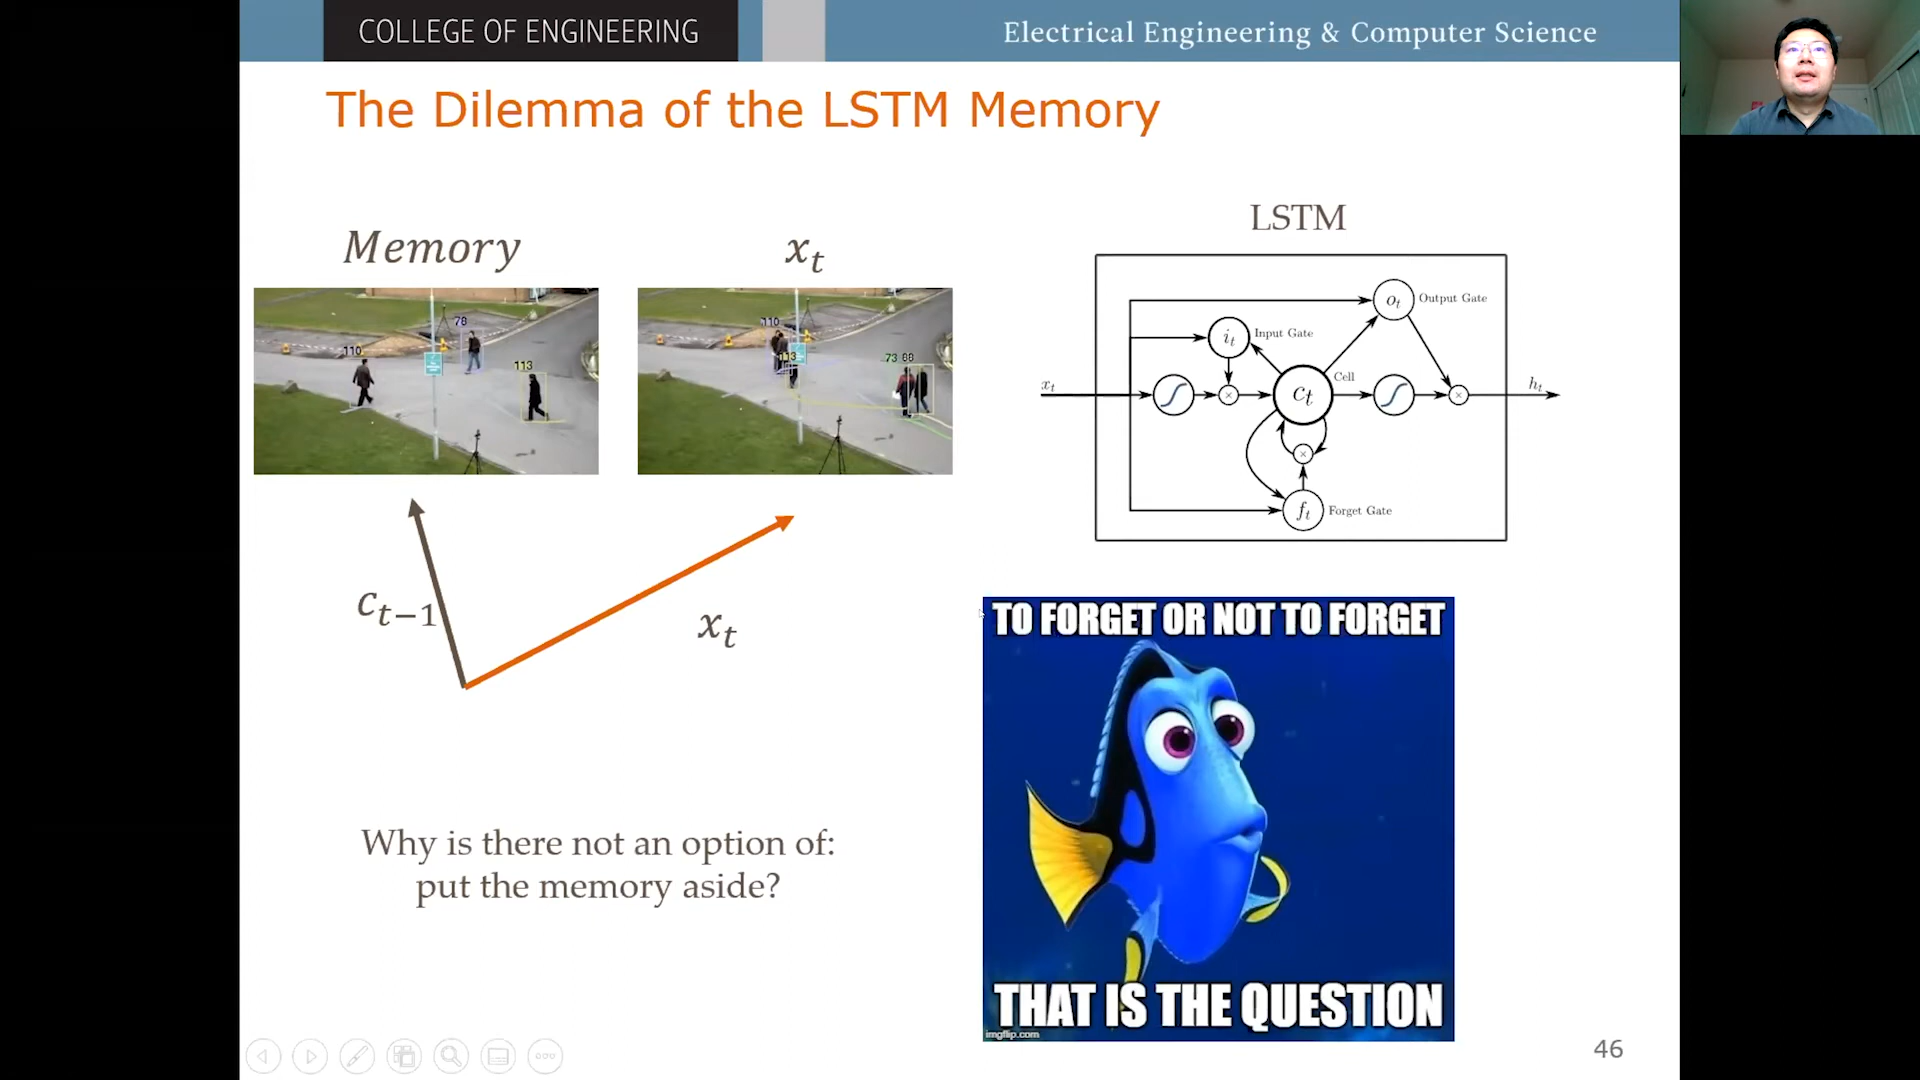 COLLEGE OF ENGINEERING
Electrical Engineering & Computer Science
The Dilemma of the LSTM Memory
Memory
x_t
LSTM
110
78
113
110
113
73 88
x_t
i_t
Input Gate
o_t
Output Gate
c_t
Cell
h_t
f_t
Forget Gate
c_{t-1}
x_t
Why is there not an option of:
put the memory aside?
TO FORGET OR NOT TO FORGET
THAT IS THE QUESTION
imgflip.com
46